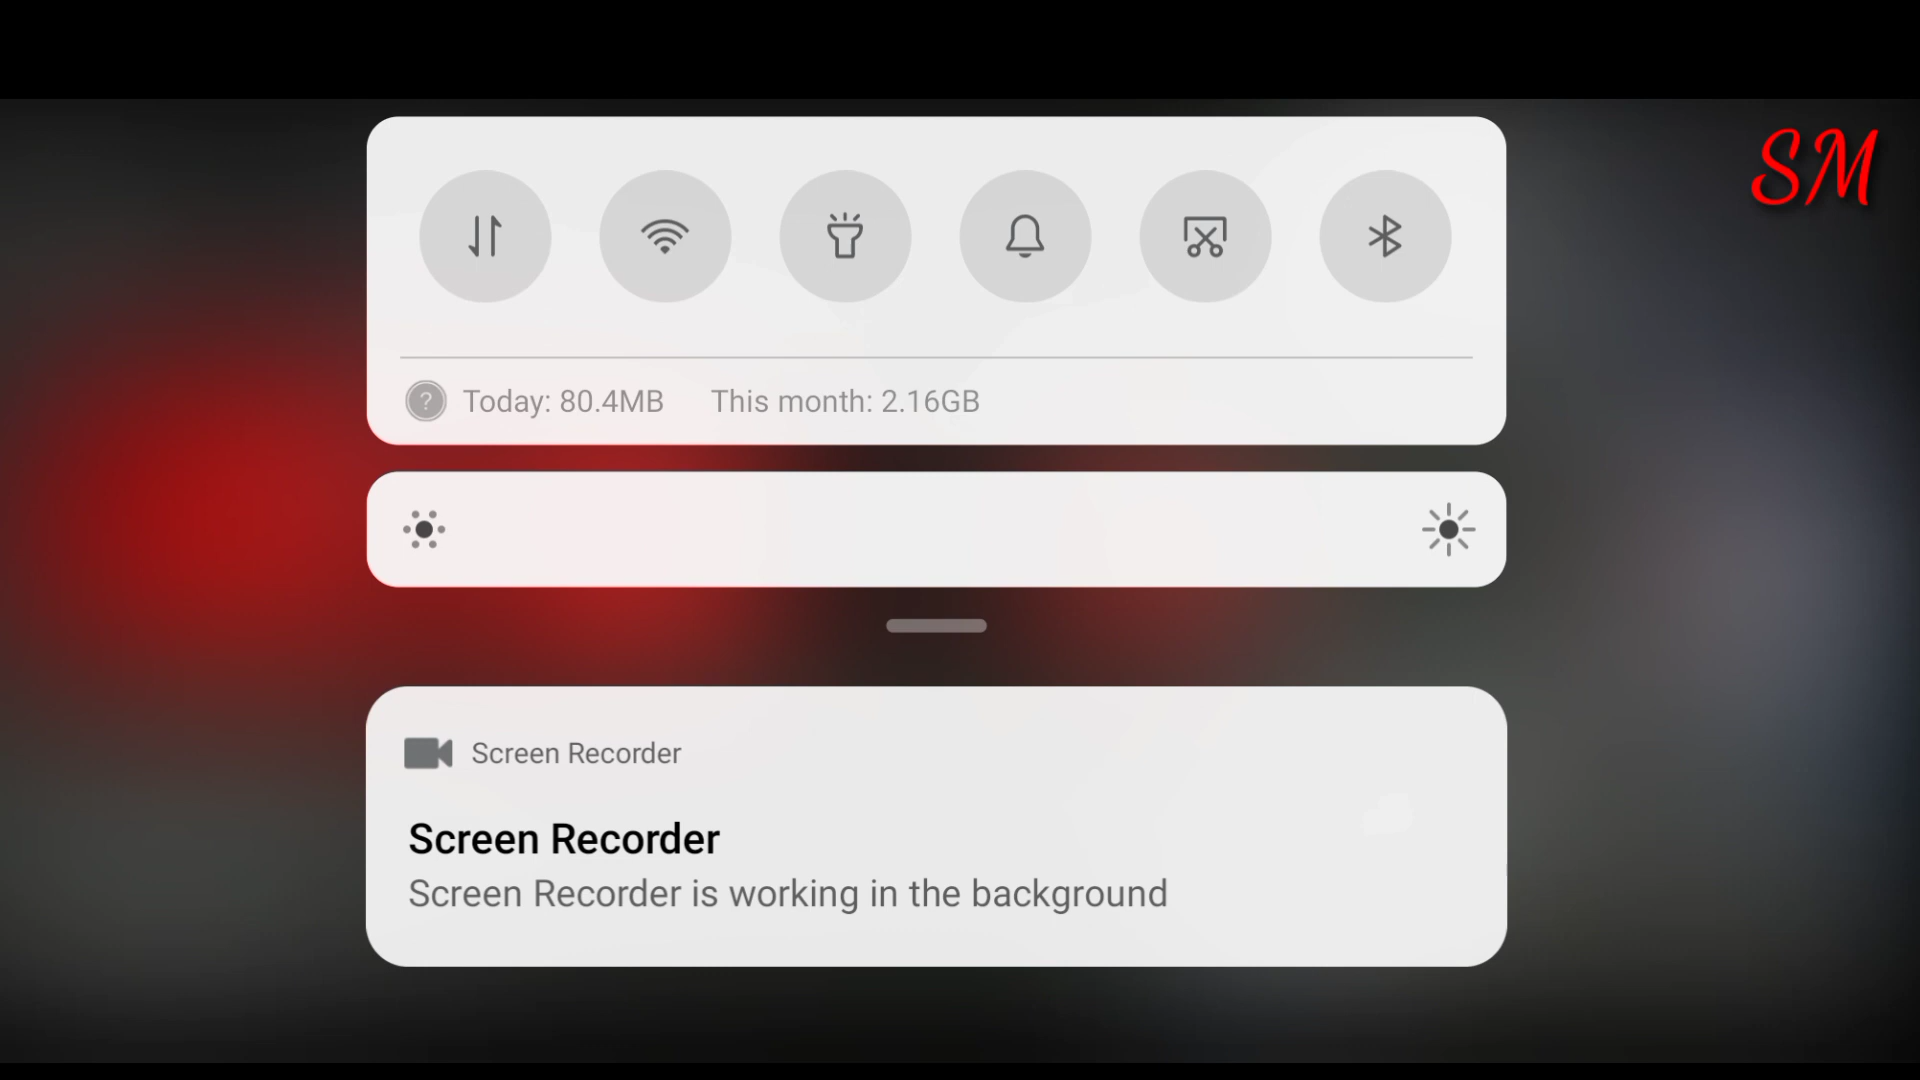 SM
?
Today: 80.4MB This month: 2.16GB
Screen Recorder
Screen Recorder
Screen Recorder is working in the background